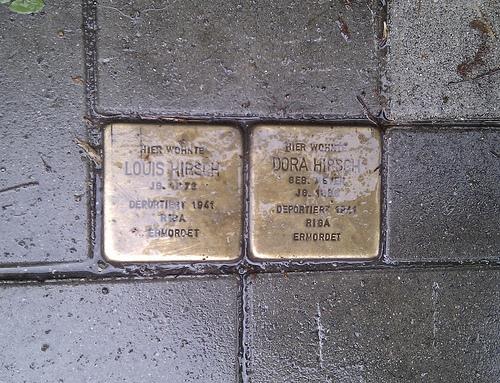 HIER WOHNTE
LOUIS HIRSCH
JG.
DEPORTIERT 1941
RIGA
ERMORDET
HIER WOHNTE
DORA HIRSCH
GEB.
JG.
DEPORTIERT 1941
RIGA
ERMORDET